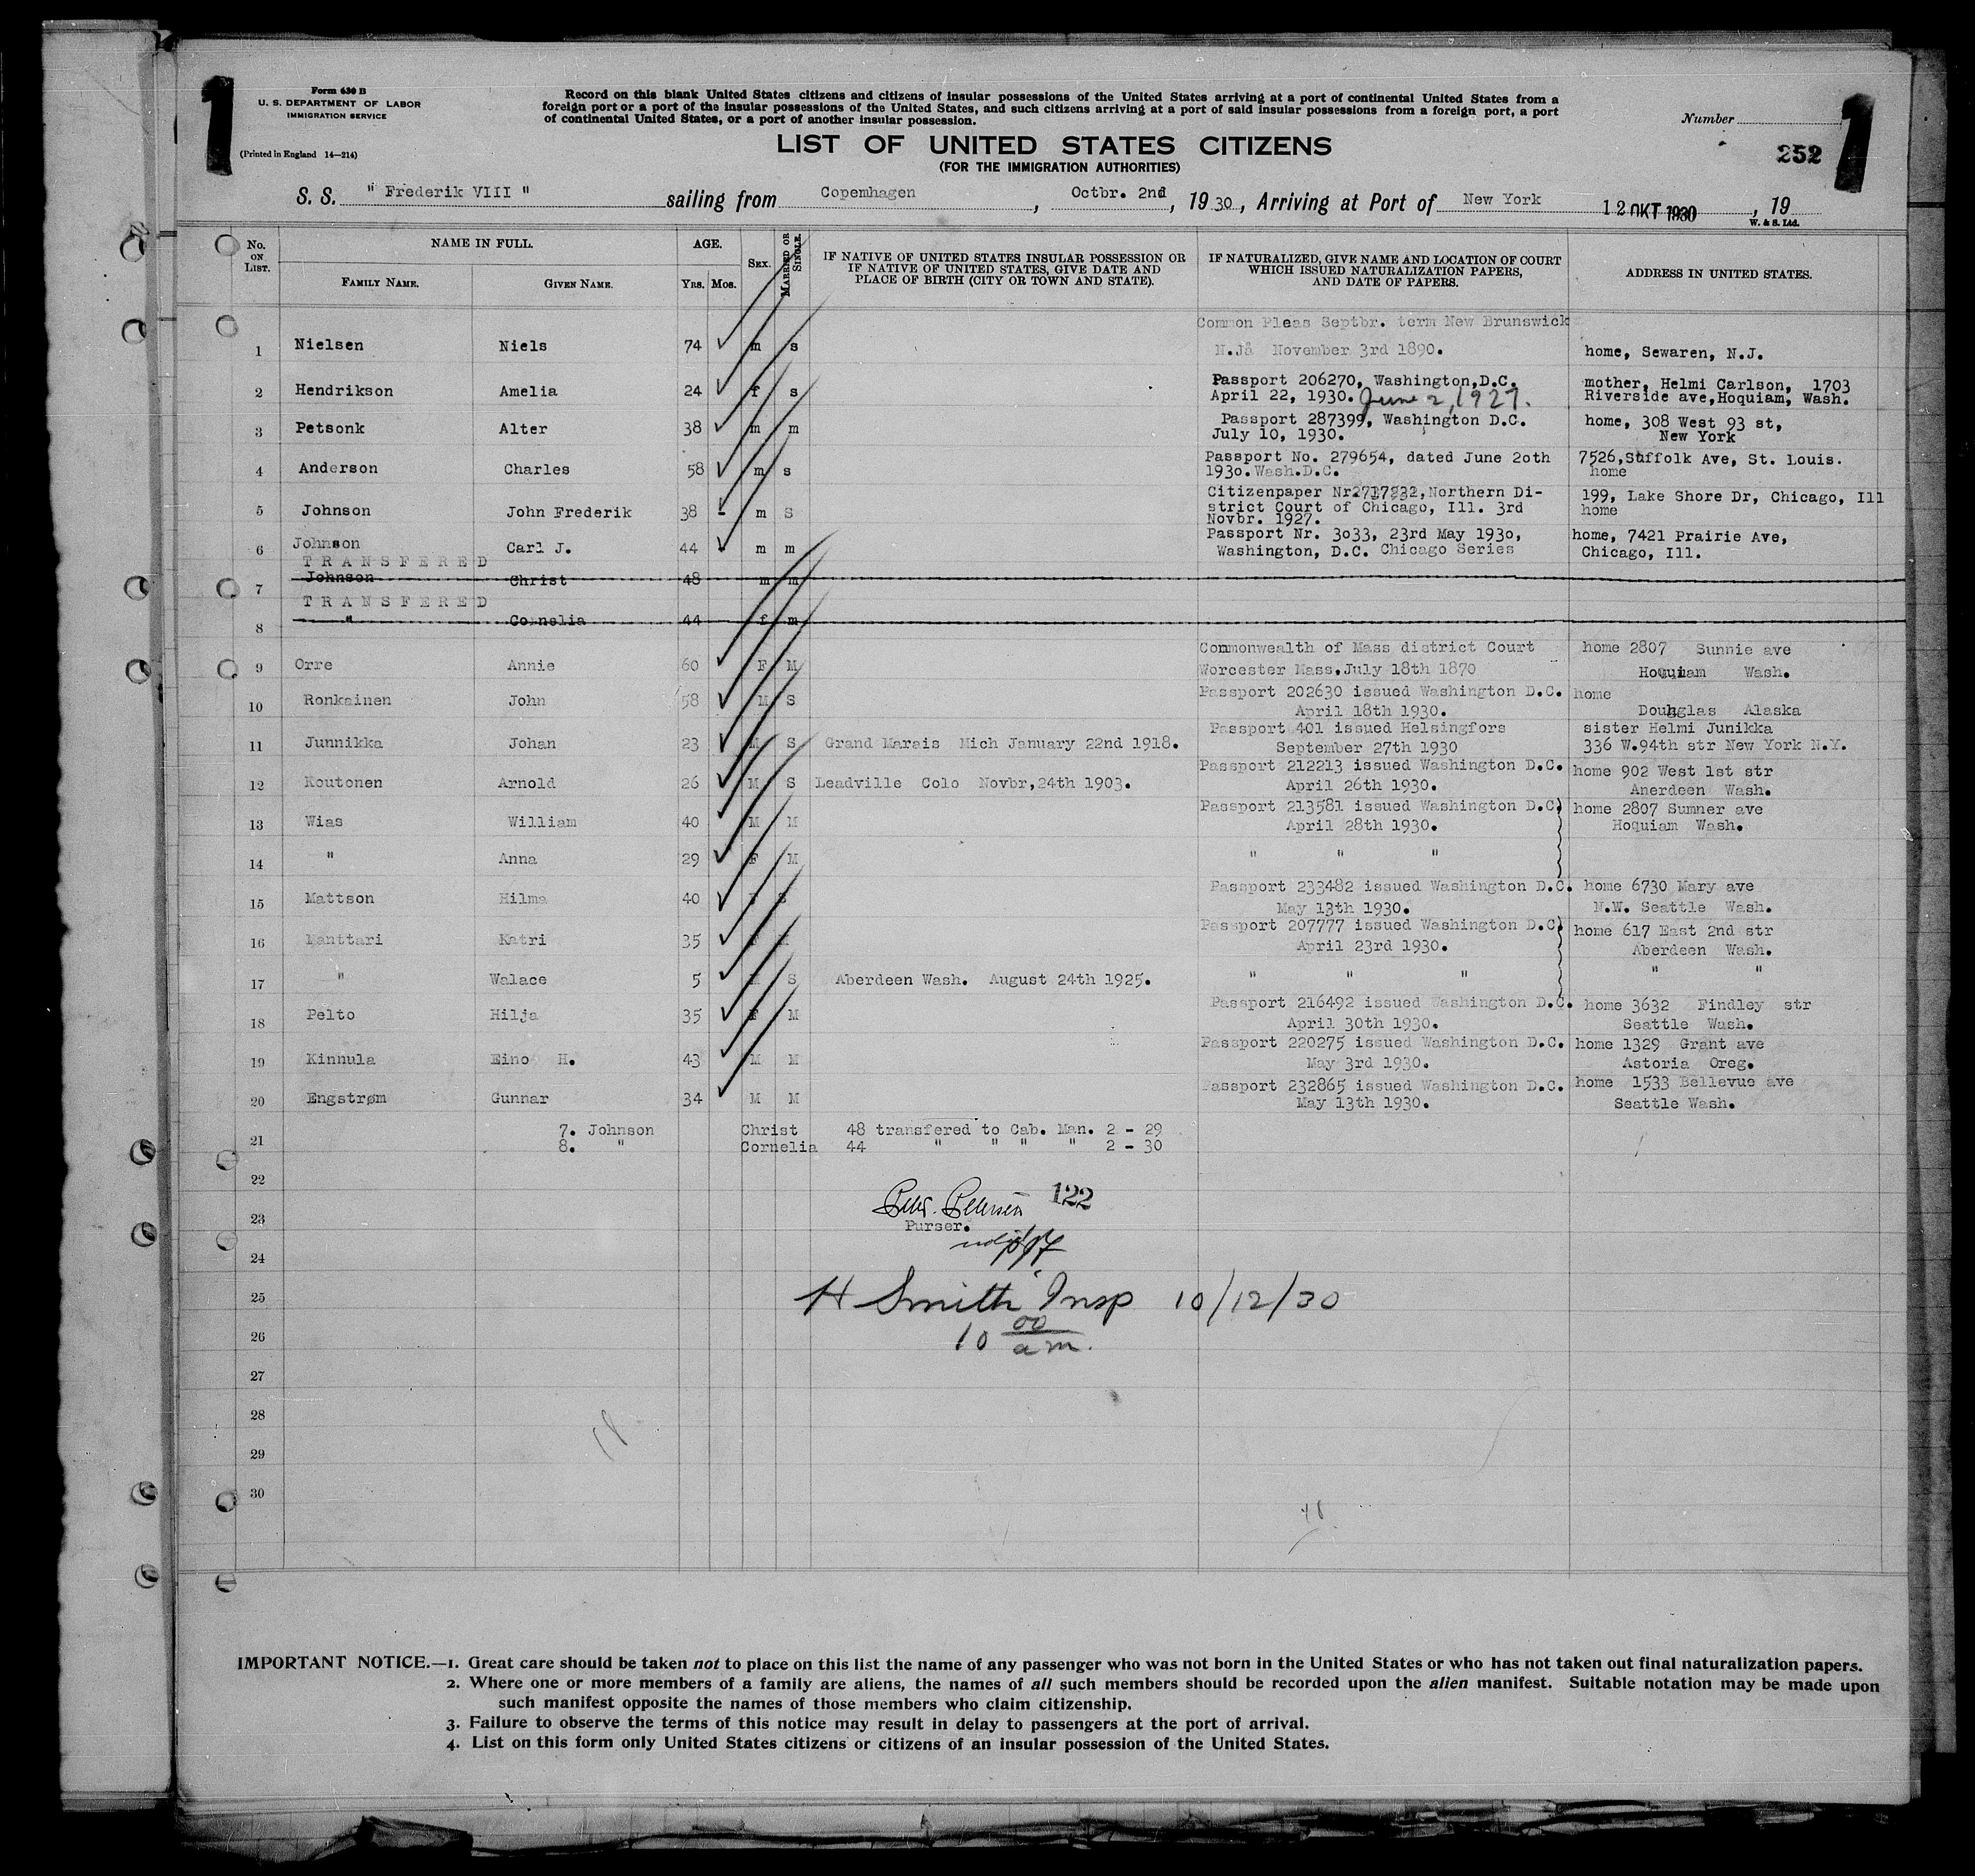 1
Form 630 B
U. S. DEPARTMENT OF LABOR
IMMIGRATION SERVICE
(Printed in England 14—214)
Record on this blank United States citizens and citizens of insular possessions of the United States arriving at a port of continental United States from a
foreign port or a port of the insular possessions of the United States, and such citizens arriving at a port of said insular possessions from a foreign port, a port
of continental United States, or a port of another insular possession.
Number
1
252
LIST OF UNITED STATES CITIZENS
(FOR THE IMMIGRATION AUTHORITIES)
S. S. " Frederik VIII " sailing from Copemhagen , Octbr. 2nd , 19 30 , Arriving at Port of New York 12 OKT 1930 , 19
W. & S. Ltd.
No. ON LIST.
NAME IN FULL.
FAMILY NAME.
GIVEN NAME.
AGE.
YRS. MOS.
SEX.
MARRIED OR SINGLE.
IF NATIVE OF UNITED STATES INSULAR POSSESSION OR
IF NATIVE OF UNITED STATES, GIVE DATE AND
PLACE OF BIRTH (CITY OR TOWN AND STATE).
IF NATURALIZED, GIVE NAME AND LOCATION OF COURT
WHICH ISSUED NATURALIZATION PAPERS,
AND DATE OF PAPERS.
ADDRESS IN UNITED STATES.
Common Pleas Septbr. term New Brunswick
1 Nielsen Niels 74 m s N.Jå November 3rd 1890. home, Sewaren, N.J.
Passport 206270, Washington,D.C. mother, Helmi Carlson, 1703
2 Hendrikson Amelia 24 f s April 22, 1930. June 2, 1927. Riverside ave,Hoquiam, Wash.
3 Petsonk Alter 38 m m Passport 287399, Washington D.C. home, 308 West 93 st,
July 10, 1930. New York
4 Anderson Charles 58 m s Passport No. 279654, dated June 2oth 7526,Suffolk Ave, St. Louis.
193o.Wash.D.C. home
Citizenpaper Nr2717832,Northern Di- 199, Lake Shore Dr, Chicago, Ill
5 Johnson John Frederik 38 m S strict Court of Chicago, Ill. 3rd home
Novbr. 1927.
6 Johnson Carl J. 44 m m Passport Nr. 3o33, 23rd May 193o, home, 7421 Prairie Ave,
Washington, D.C. Chicago Series Chicago, Ill.
TRANSFERED
7 Johnson Christ 48 m m
TRANSFERED
8 " Cornelia 44 f m
Commonwealth of Mass district Court home 2807 Sunnie ave
9 Orre Annie 60 F M Worcester Mass.July 18th 1870 Hoquiam Wash.
10 Ronkainen John 58 M S Passport 202630 issued Washington D.C. home
April 18th 1930. Douhglas Alaska
Passport 401 issued Helsingfors sister Helmi Junikka
11 Junnikka Johan 23 M S Grand Marais Mich January 22nd 1918. September 27th 1930 336 W.94th str New York N.Y.
Passport 212213 issued Washington D.C. home 902 West 1st str
12 Koutonen Arnold 26 M S Leadville Colo Novbr,24th 1903. April 26th 1930. Anerdeen Wash.
Passport 213581 issued Washington D.C. home 2807 Sumner ave
13 Wias William 40 M M April 28th 1930. Hoquiam Wash.
14 " Anna 29 F M " " "
Passport 233482 issued Washington D.C. home 6730 Mary ave
15 Mattson Hilma 40 S May 13th 1930. N.W. Seattle Wash.
Passport 207777 issued Washington D.C. home 617 East 2nd str
16 Nanttari Katri 35 F M April 23rd 1930. Aberdeen Wash.
17 " Walace 5 M S Aberdeen Wash. August 24th 1925. " " " " "
Passport 216492 issued Washington D.C. home 3632 Findley str
18 Pelto Hilja 35 F M April 30th 1930. Seattle Wash.
Passport 220275 issued Washington D.C. home 1329 Grant ave
19 Kinnula Eino H. 43 M M May 3rd 1930. Astoria Oreg.
Passport 232865 issued Washington D.C. home 1533 Bellevue ave
20 Engstrøm Gunnar 34 M M May 13th 1930. Seattle Wash.
21 7. Johnson Christ 48 transfered to Cab. Man. 2 - 29
8. " Cornelia 44 " " " " 2 - 30
22
Petersen 122
23
Purser.
24
25 H Smith Insp 10/12/30
26 10 00 am.
27
28
18
29
30
IMPORTANT NOTICE.—1. Great care should be taken not to place on this list the name of any passenger who was not born in the United States or who has not taken out final naturalization papers.
2. Where one or more members of a family are aliens, the names of all such members should be recorded upon the alien manifest. Suitable notation may be made upon
such manifest opposite the names of those members who claim citizenship.
3. Failure to observe the terms of this notice may result in delay to passengers at the port of arrival.
4. List on this form only United States citizens or citizens of an insular possession of the United States.